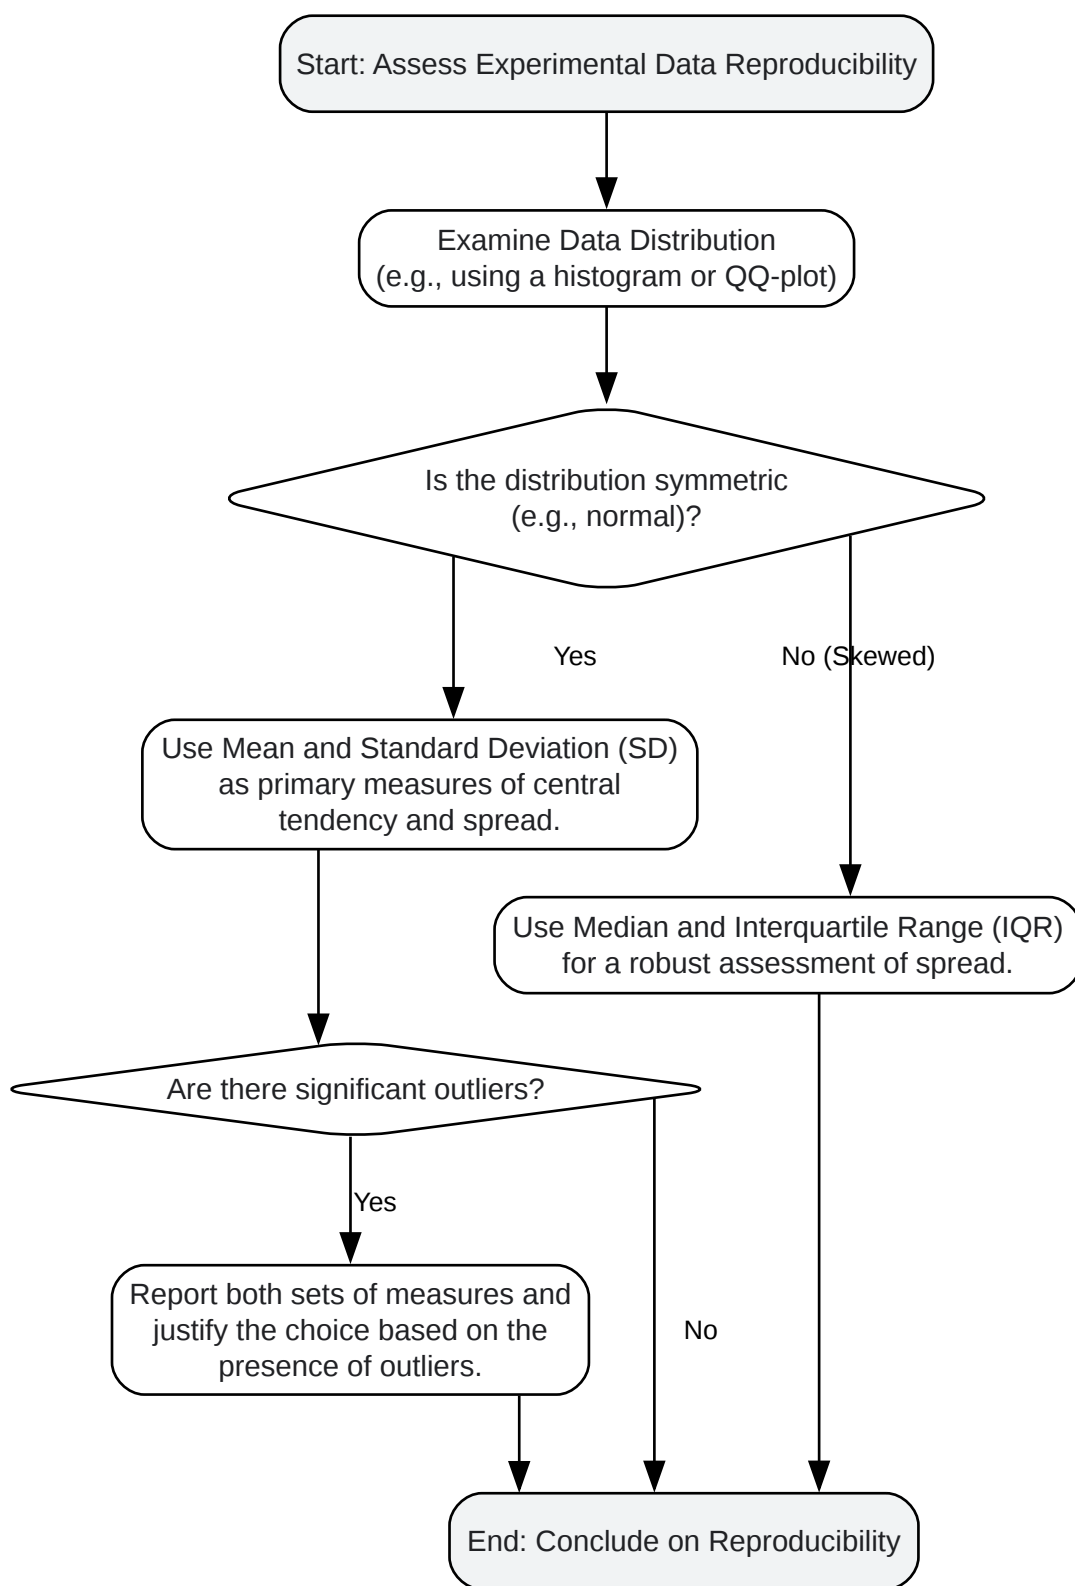 Start: Assess Experimental Data Reproducibility
Examine Data Distribution
(e.g., using a histogram or QQ-plot)
Is the distribution symmetric
(e.g., normal)?
Yes
No (Skewed)
Use Mean and Standard Deviation (SD)
as primary measures of central
tendency and spread.
Use Median and Interquartile Range (IQR)
for a robust assessment of spread.
Are there significant outliers?
Yes
Report both sets of measures and
justify the choice based on the
presence of outliers.
No
End: Conclude on Reproducibility